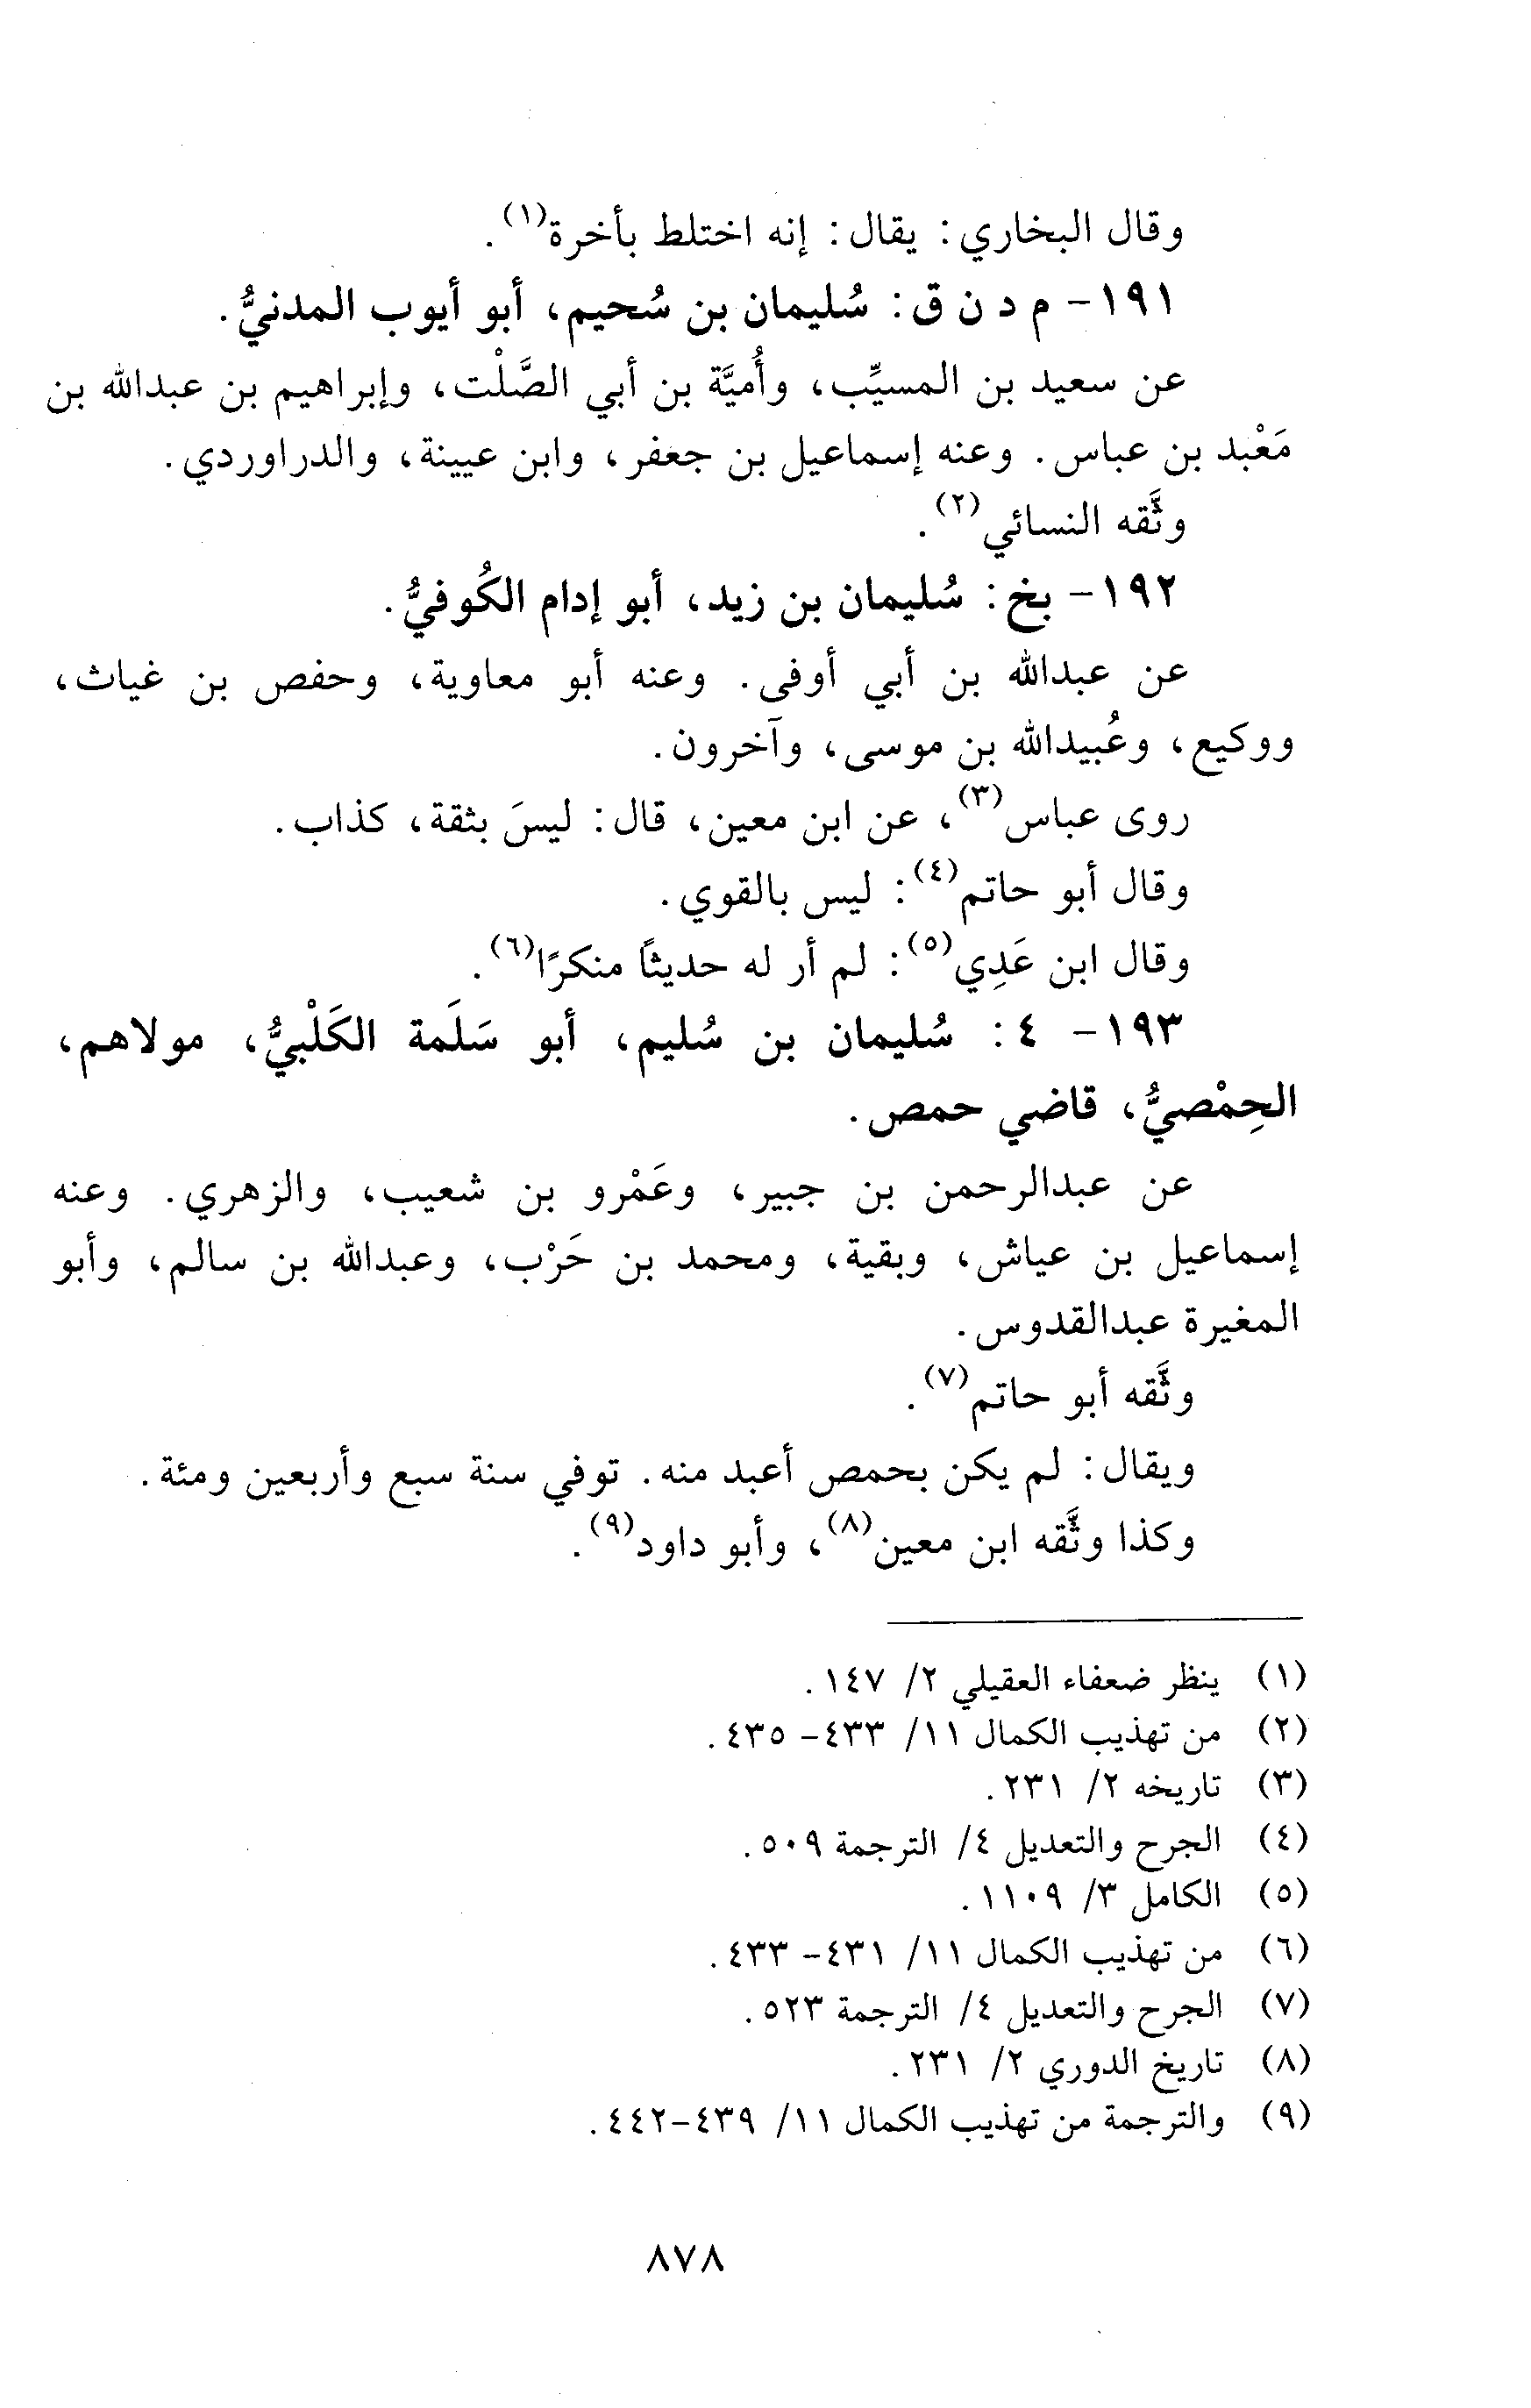 وقال البخاري: يقال: إنه اختلط بأخرة(١).
١٩١- م د ن ق: سُليمان بن سُحيم، أبو أيوب المدنيُّ.
عن سعيد بن المسيِّب، وأُميَّة بن أبي الصَّلْت، وإبراهيم بن عبدالله بن
مَعْبد بن عباس. وعنه إسماعيل بن جعفر، وابن عيينة، والدراوردي.
وثَّقه النسائي(٢).
١٩٢- بخ: سُليمان بن زيد، أبو إدام الكُوفيُّ.
عن عبدالله بن أبي أوفى. وعنه أبو معاوية، وحفص بن غياث،
ووكيع، وعُبيدالله بن موسى، وآخرون.
روى عباس(٣)، عن ابن معين، قال: ليسَ بثقة، كذاب.
وقال أبو حاتم(٤): ليس بالقوي.
وقال ابن عَدِي(٥): لم أر له حديثًا منكرًا(٦).
١٩٣- ٤: سُليمان بن سُليم، أبو سَلَمة الكَلْبيُّ، مولاهم،
الحِمْصيُّ، قاضي حمص.
عن عبدالرحمن بن جبير، وعَمْرو بن شعيب، والزهري. وعنه
إسماعيل بن عياش، وبقية، ومحمد بن حَرْب، وعبدالله بن سالم، وأبو
المغيرة عبدالقدوس.
وثَّقه أبو حاتم(٧).
ويقال: لم يكن بحمص أعبد منه. توفي سنة سبع وأربعين ومئة.
وكذا وثَّقه ابن معين(٨)، وأبو داود(٩).
(١) ينظر ضعفاء العقيلي ٢/ ١٤٧.
(٢) من تهذيب الكمال ١١/ ٤٣٣- ٤٣٥.
(٣) تاريخه ٢/ ٢٣١.
(٤) الجرح والتعديل ٤/ الترجمة ٥٠٩.
(٥) الكامل ٣/ ١١٠٩.
(٦) من تهذيب الكمال ١١/ ٤٣١- ٤٣٣.
(٧) الجرح والتعديل ٤/ الترجمة ٥٢٣.
(٨) تاريخ الدوري ٢/ ٢٣١.
(٩) والترجمة من تهذيب الكمال ١١/ ٤٣٩-٤٤٢.
٨٧٨